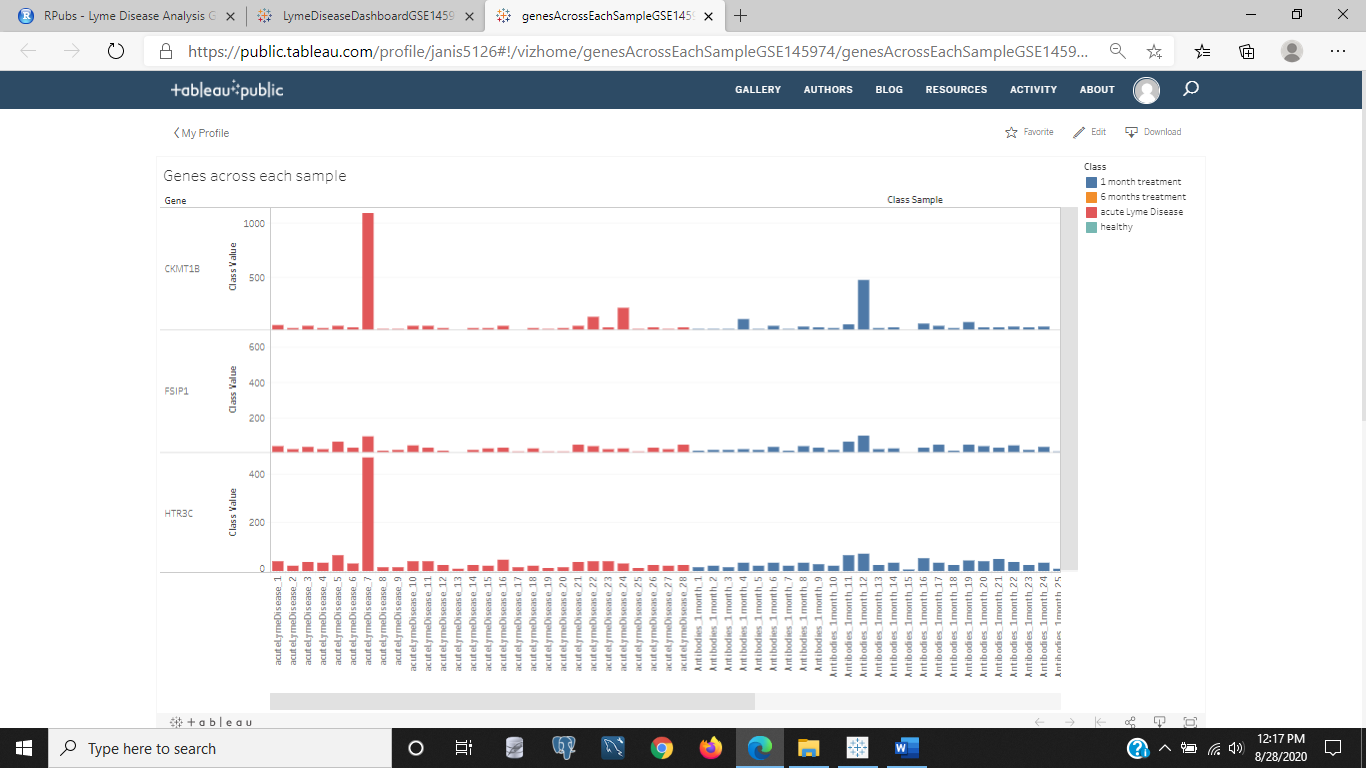 RPubs - Lyme Disease Analysis G
LymeDiseaseDashboardGSE1459
genesAcrossEachSampleGSE1459
https://public.tableau.com/profile/janis5126#!/vizhome/genesAcrossEachSampleGSE145974/genesAcrossEachSampleGSE1459...
tableau public
GALLERY AUTHORS BLOG RESOURCES ACTIVITY ABOUT
My Profile
Favorite Edit Download
Genes across each sample
Gene
Class Sample
Class
1 month treatment
6 months treatment
acute Lyme Disease
healthy
CKMT1B
Class Value
1000
500
FSIP1
Class Value
600
400
200
HTR3C
Class Value
400
200
0
acuteLymeDisease_1
acuteLymeDisease_2
acuteLymeDisease_3
acuteLymeDisease_4
acuteLymeDisease_5
acuteLymeDisease_6
acuteLymeDisease_7
acuteLymeDisease_8
acuteLymeDisease_9
acuteLymeDisease_10
acuteLymeDisease_11
acuteLymeDisease_12
acuteLymeDisease_13
acuteLymeDisease_14
acuteLymeDisease_15
acuteLymeDisease_16
acuteLymeDisease_17
acuteLymeDisease_18
acuteLymeDisease_19
acuteLymeDisease_20
acuteLymeDisease_21
acuteLymeDisease_22
acuteLymeDisease_23
acuteLymeDisease_24
acuteLymeDisease_25
acuteLymeDisease_26
acuteLymeDisease_27
acuteLymeDisease_28
Antibodies_1month_1
Antibodies_1month_2
Antibodies_1month_3
Antibodies_1month_4
Antibodies_1month_5
Antibodies_1month_6
Antibodies_1month_7
Antibodies_1month_8
Antibodies_1month_9
Antibodies_1month_10
Antibodies_1month_11
Antibodies_1month_12
Antibodies_1month_13
Antibodies_1month_14
Antibodies_1month_15
Antibodies_1month_16
Antibodies_1month_17
Antibodies_1month_18
Antibodies_1month_19
Antibodies_1month_20
Antibodies_1month_21
Antibodies_1month_22
Antibodies_1month_23
Antibodies_1month_24
Antibodies_1month_25
tableau
Type here to search
12:17 PM
8/28/2020